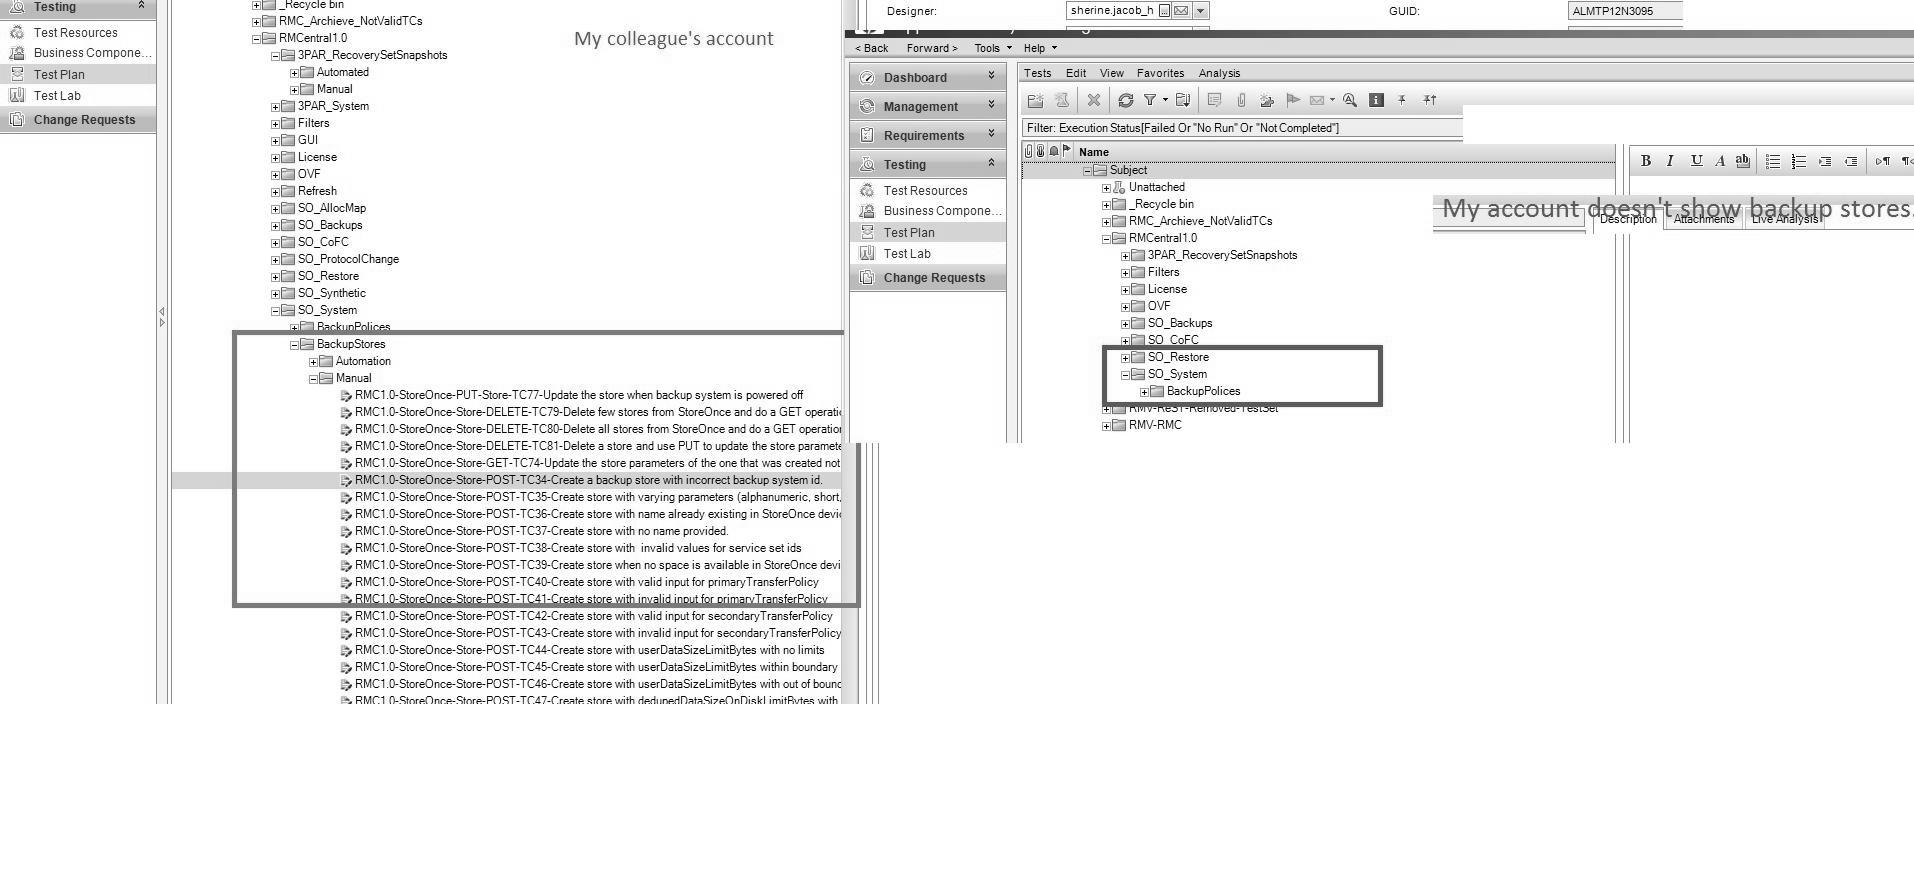 Testing
Test Resources
Business Compone...
Test Plan
Test Lab
Change Requests
_Recycle bin
RMC_Archieve_NotValidTCs
RMCentral1.0
3PAR_RecoverySetSnapshots
Automated
Manual
3PAR_System
Filters
GUI
License
OVF
Refresh
SO_AllocMap
SO_Backups
SO_CoFC
SO_ProtocolChange
SO_Restore
SO_Synthetic
SO_System
BackupPolices
BackupStores
Automation
Manual
RMC1.0-StoreOnce-PUT-Store-TC77-Update the store when backup system is powered off
RMC1.0-StoreOnce-Store-DELETE-TC79-Delete few stores from StoreOnce and do a GET operatio
RMC1.0-StoreOnce-Store-DELETE-TC80-Delete all stores from StoreOnce and do a GET operation
RMC1.0-StoreOnce-Store-DELETE-TC81-Delete a store and use PUT to update the store paramete
RMC1.0-StoreOnce-Store-GET-TC74-Update the store parameters of the one that was created not
RMC1.0-StoreOnce-Store-POST-TC34-Create a backup store with incorrect backup system id.
RMC1.0-StoreOnce-Store-POST-TC35-Create store with varying parameters (alphanumeric, short,
RMC1.0-StoreOnce-Store-POST-TC36-Create store with name already existing in StoreOnce devic
RMC1.0-StoreOnce-Store-POST-TC37-Create store with no name provided.
RMC1.0-StoreOnce-Store-POST-TC38-Create store with  invalid values for service set ids
RMC1.0-StoreOnce-Store-POST-TC39-Create store when no space is available in StoreOnce devi
RMC1.0-StoreOnce-Store-POST-TC40-Create store with valid input for primaryTransferPolicy
RMC1.0-StoreOnce-Store-POST-TC41-Create store with invalid input for primaryTransferPolicy
RMC1.0-StoreOnce-Store-POST-TC42-Create store with valid input for secondaryTransferPolicy
RMC1.0-StoreOnce-Store-POST-TC43-Create store with invalid input for secondaryTransferPolicy
RMC1.0-StoreOnce-Store-POST-TC44-Create store with userDataSizeLimitBytes with no limits
RMC1.0-StoreOnce-Store-POST-TC45-Create store with userDataSizeLimitBytes within boundary
RMC1.0-StoreOnce-Store-POST-TC46-Create store with userDataSizeLimitBytes with out of bound
RMC1.0-StoreOnce-Store-POST-TC47-Create store with dedupedDataSizeOnDiskLimitBytes with
My colleague's account
Designer: sherine.jacob_h GUID: ALMTP12N3095
< Back Forward > Tools Help
Dashboard
Management
Requirements
Testing
Test Resources
Business Compone...
Test Plan
Test Lab
Change Requests
Tests Edit View Favorites Analysis
Filter: Execution Status[Failed Or "No Run" Or "Not Completed"]
Name
Subject
Unattached
_Recycle bin
RMC_Archieve_NotValidTCs
RMCentral1.0
3PAR_RecoverySetSnapshots
Filters
License
OVF
SO_Backups
SO_CoFC
SO_Restore
SO_System
BackupPolices
RMV-ReST-Removed-TestSet
RMV-RMC
B I U A ab
My account doesn't show backup stores.
Description Attachments Live Analysis